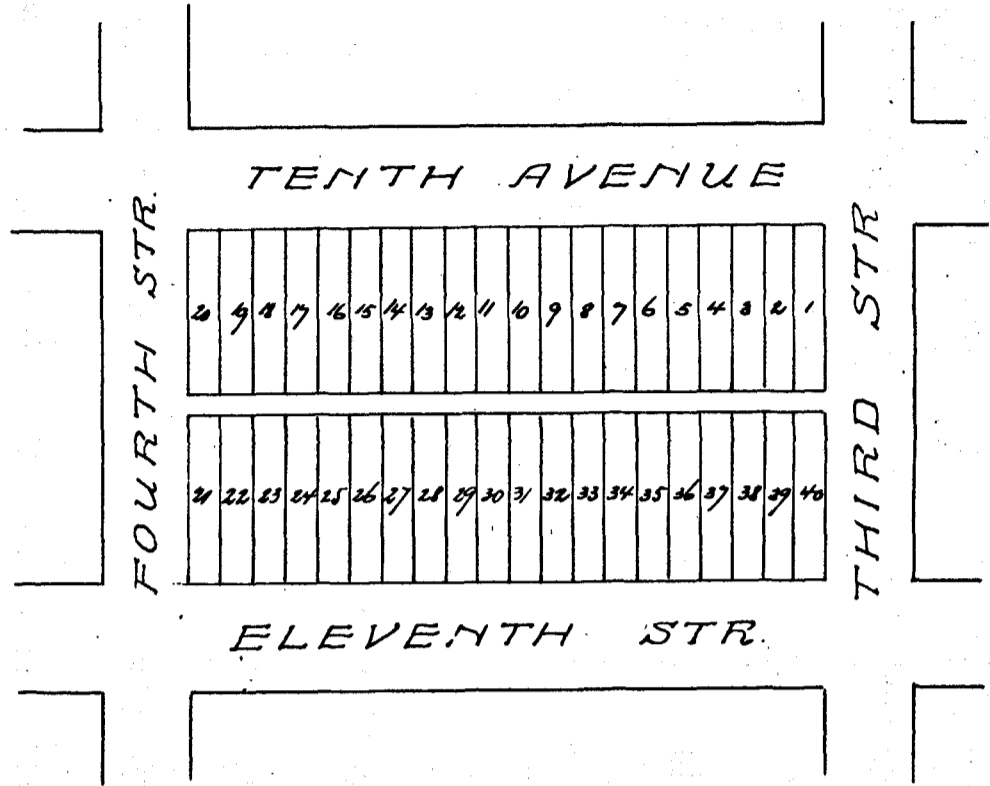 TENTH AVENUE
FOURTH STR.
THIRD STR
20 19 18 17 16 15 14 13 12 11 10 9 8 7 6 5 4 3 2 1
21 22 23 24 25 26 27 28 29 30 31 32 33 34 35 36 37 38 39 40
ELEVENTH STR.